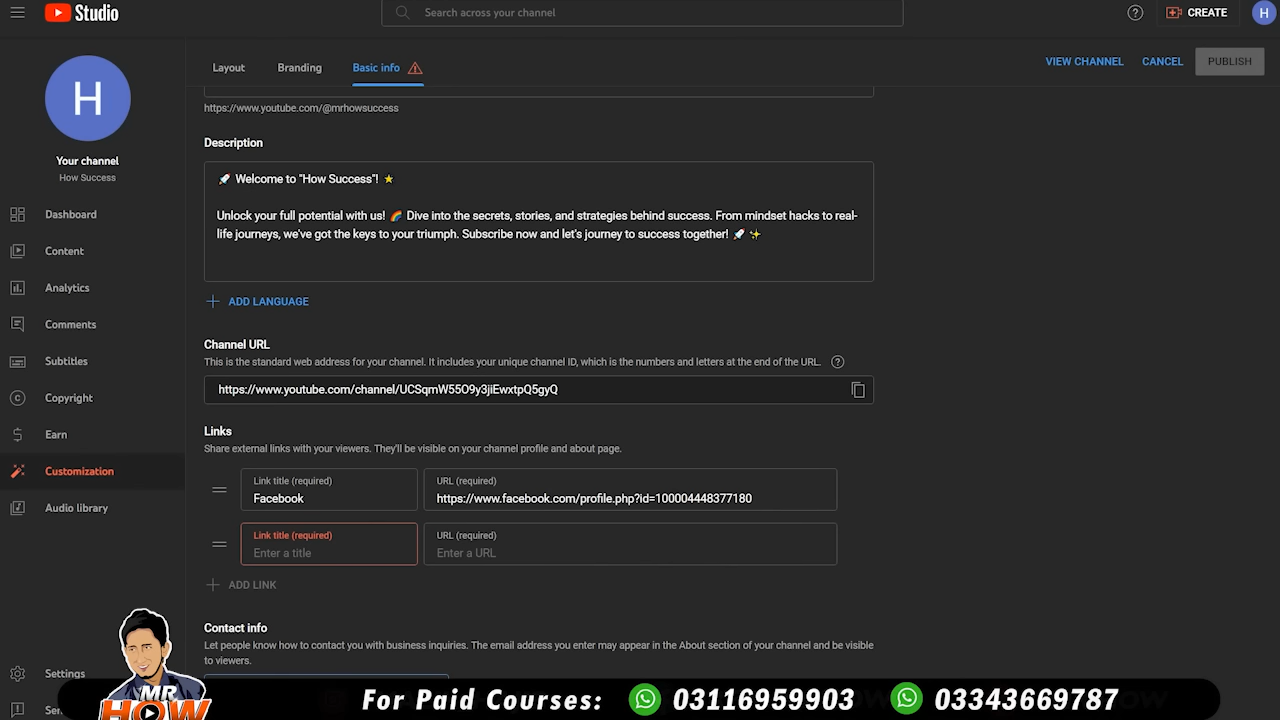 Studio
Search across your channel
CREATE
H
H
Your channel
How Success
Dashboard
Content
Analytics
Comments
Subtitles
Copyright
Earn
Customization
Audio library
Settings
Layout
Branding
Basic info
VIEW CHANNEL
CANCEL
PUBLISH
https://www.youtube.com/@mrhowsuccess
Description
🚀 Welcome to "How Success"! ⭐
Unlock your full potential with us! 🌈 Dive into the secrets, stories, and strategies behind success. From mindset hacks to real-
life journeys, we've got the keys to your triumph. Subscribe now and let's journey to success together! 🚀 ✨
ADD LANGUAGE
Channel URL
This is the standard web address for your channel. It includes your unique channel ID, which is the numbers and letters at the end of the URL.
https://www.youtube.com/channel/UCSqmW55O9y3jiEwxtpQ5gyQ
Links
Share external links with your viewers. They'll be visible on your channel profile and about page.
Link title (required)
Facebook
URL (required)
https://www.facebook.com/profile.php?id=100004448377180
Link title (required)
Enter a title
URL (required)
Enter a URL
ADD LINK
Contact info
Let people know how to contact you with business inquiries. The email address you enter may appear in the About section of your channel and be visible
to viewers.
MR
HOW
For Paid Courses: 03116959903 03343669787